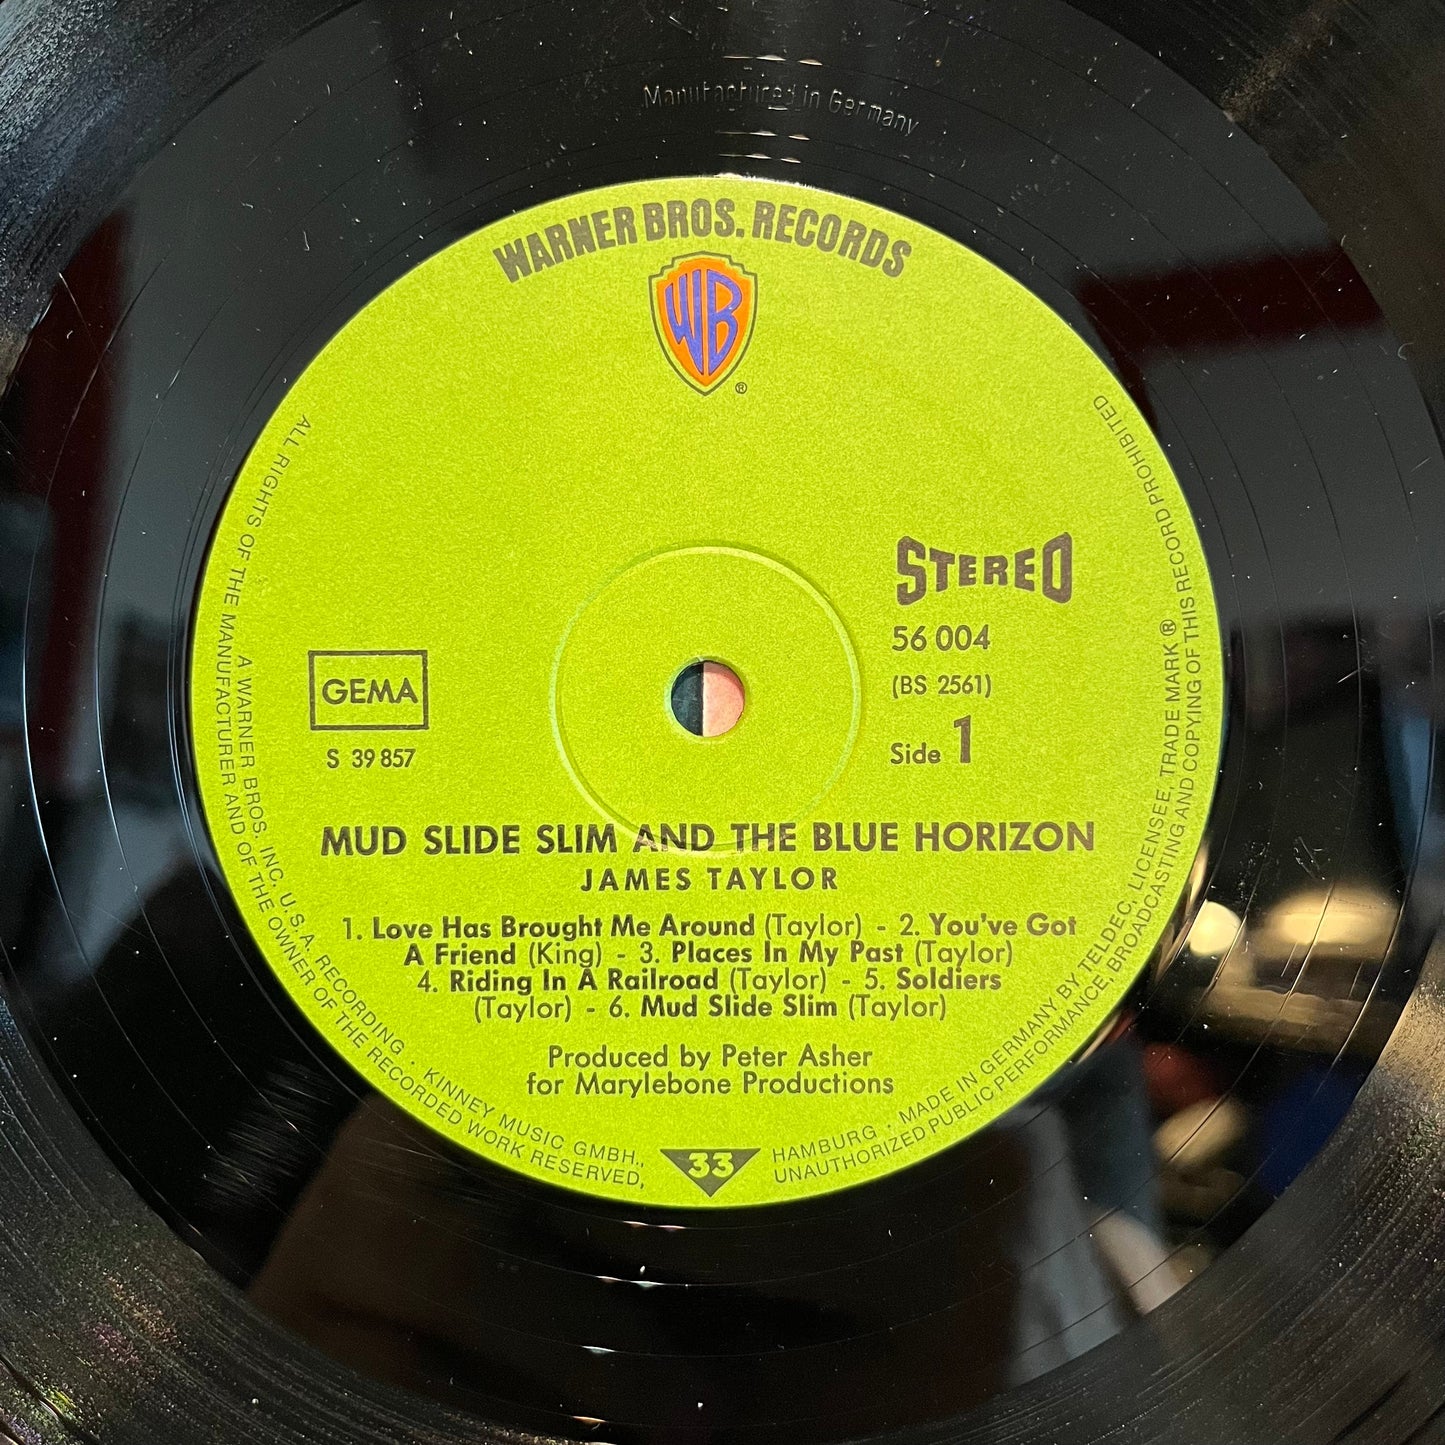 Manufactured in Germany
WARNER BROS. RECORDS
WB
®
STEREO
56 004
(BS 2561)
Side 1
GEMA
S 39 857
MUD SLIDE SLIM AND THE BLUE HORIZON
JAMES TAYLOR
1. Love Has Brought Me Around (Taylor) - 2. You've Got
A Friend (King) - 3. Places In My Past (Taylor)
4. Riding In A Railroad (Taylor) - 5. Soldiers
(Taylor) - 6. Mud Slide Slim (Taylor)
Produced by Peter Asher
for Marylebone Productions
33
A WARNER BROS. INC. U.S.A. RECORDING · KINNEY MUSIC GMBH., HAMBURG · MADE IN GERMANY BY TELDEC, LICENSEE, TRADE MARK ®
ALL RIGHTS OF THE MANUFACTURER AND OF THE OWNER OF THE RECORDED WORK RESERVED, UNAUTHORIZED PUBLIC PERFORMANCE, BROADCASTING AND COPYING OF THIS RECORD PROHIBITED